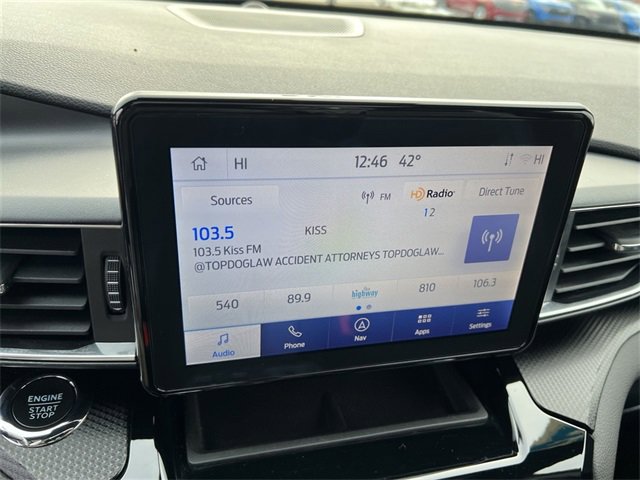 HI 12:46 42° HI
Sources FM HD Radio Direct Tune
1 2
103.5 KISS
103.5 Kiss FM
@TOPDOGLAW ACCIDENT ATTORNEYS TOPDOGLAW...
540 89.9 the highway 810 106.3
Audio Phone Nav Apps Settings
ENGINE
START
STOP